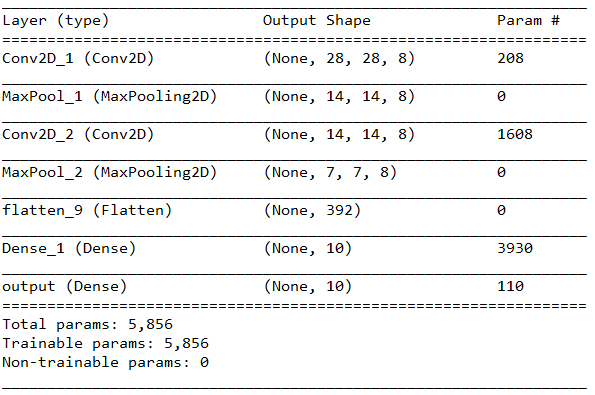 Layer (type) Output Shape Param #
=================================================================
Conv2D_1 (Conv2D) (None, 28, 28, 8) 208
_________________________________________________________________
MaxPool_1 (MaxPooling2D) (None, 14, 14, 8) 0
_________________________________________________________________
Conv2D_2 (Conv2D) (None, 14, 14, 8) 1608
_________________________________________________________________
MaxPool_2 (MaxPooling2D) (None, 7, 7, 8) 0
_________________________________________________________________
flatten_9 (Flatten) (None, 392) 0
_________________________________________________________________
Dense_1 (Dense) (None, 10) 3930
_________________________________________________________________
output (Dense) (None, 10) 110
=================================================================
Total params: 5,856
Trainable params: 5,856
Non-trainable params: 0
_________________________________________________________________